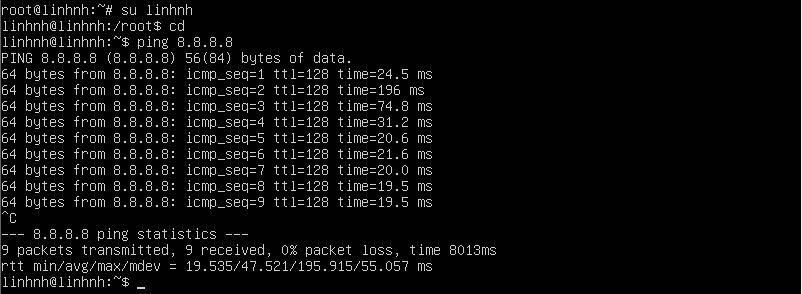 root@linhnh:~# su linhnh
linhnh@linhnh:/root$ cd
linhnh@linhnh:~$ ping 8.8.8.8
PING 8.8.8.8 (8.8.8.8) 56(84) bytes of data.
64 bytes from 8.8.8.8: icmp_seq=1 ttl=128 time=24.5 ms
64 bytes from 8.8.8.8: icmp_seq=2 ttl=128 time=196 ms
64 bytes from 8.8.8.8: icmp_seq=3 ttl=128 time=74.8 ms
64 bytes from 8.8.8.8: icmp_seq=4 ttl=128 time=31.2 ms
64 bytes from 8.8.8.8: icmp_seq=5 ttl=128 time=20.6 ms
64 bytes from 8.8.8.8: icmp_seq=6 ttl=128 time=21.6 ms
64 bytes from 8.8.8.8: icmp_seq=7 ttl=128 time=20.0 ms
64 bytes from 8.8.8.8: icmp_seq=8 ttl=128 time=19.5 ms
64 bytes from 8.8.8.8: icmp_seq=9 ttl=128 time=19.5 ms
^C
--- 8.8.8.8 ping statistics ---
9 packets transmitted, 9 received, 0% packet loss, time 8013ms
rtt min/avg/max/mdev = 19.535/47.521/195.915/55.057 ms
linhnh@linhnh:~$ _